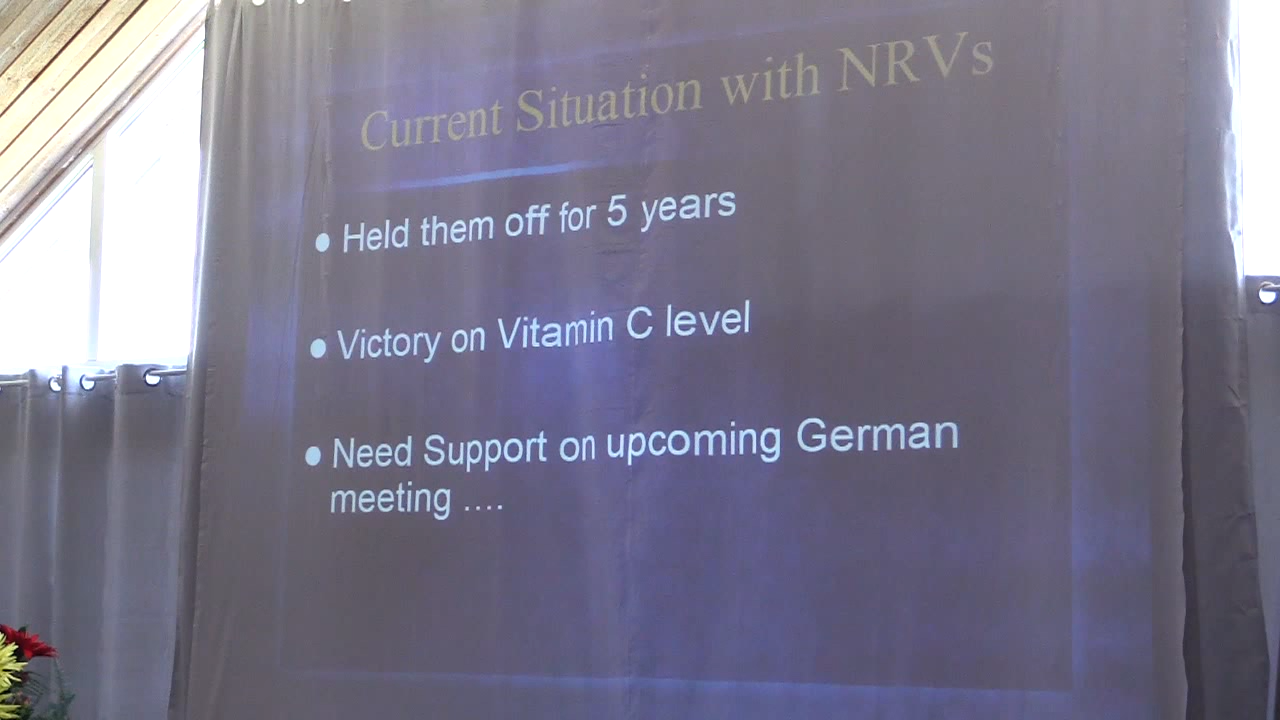 Current Situation with NRVs
● Held them off for 5 years
● Victory on Vitamin C level
● Need Support on upcoming German
meeting ....